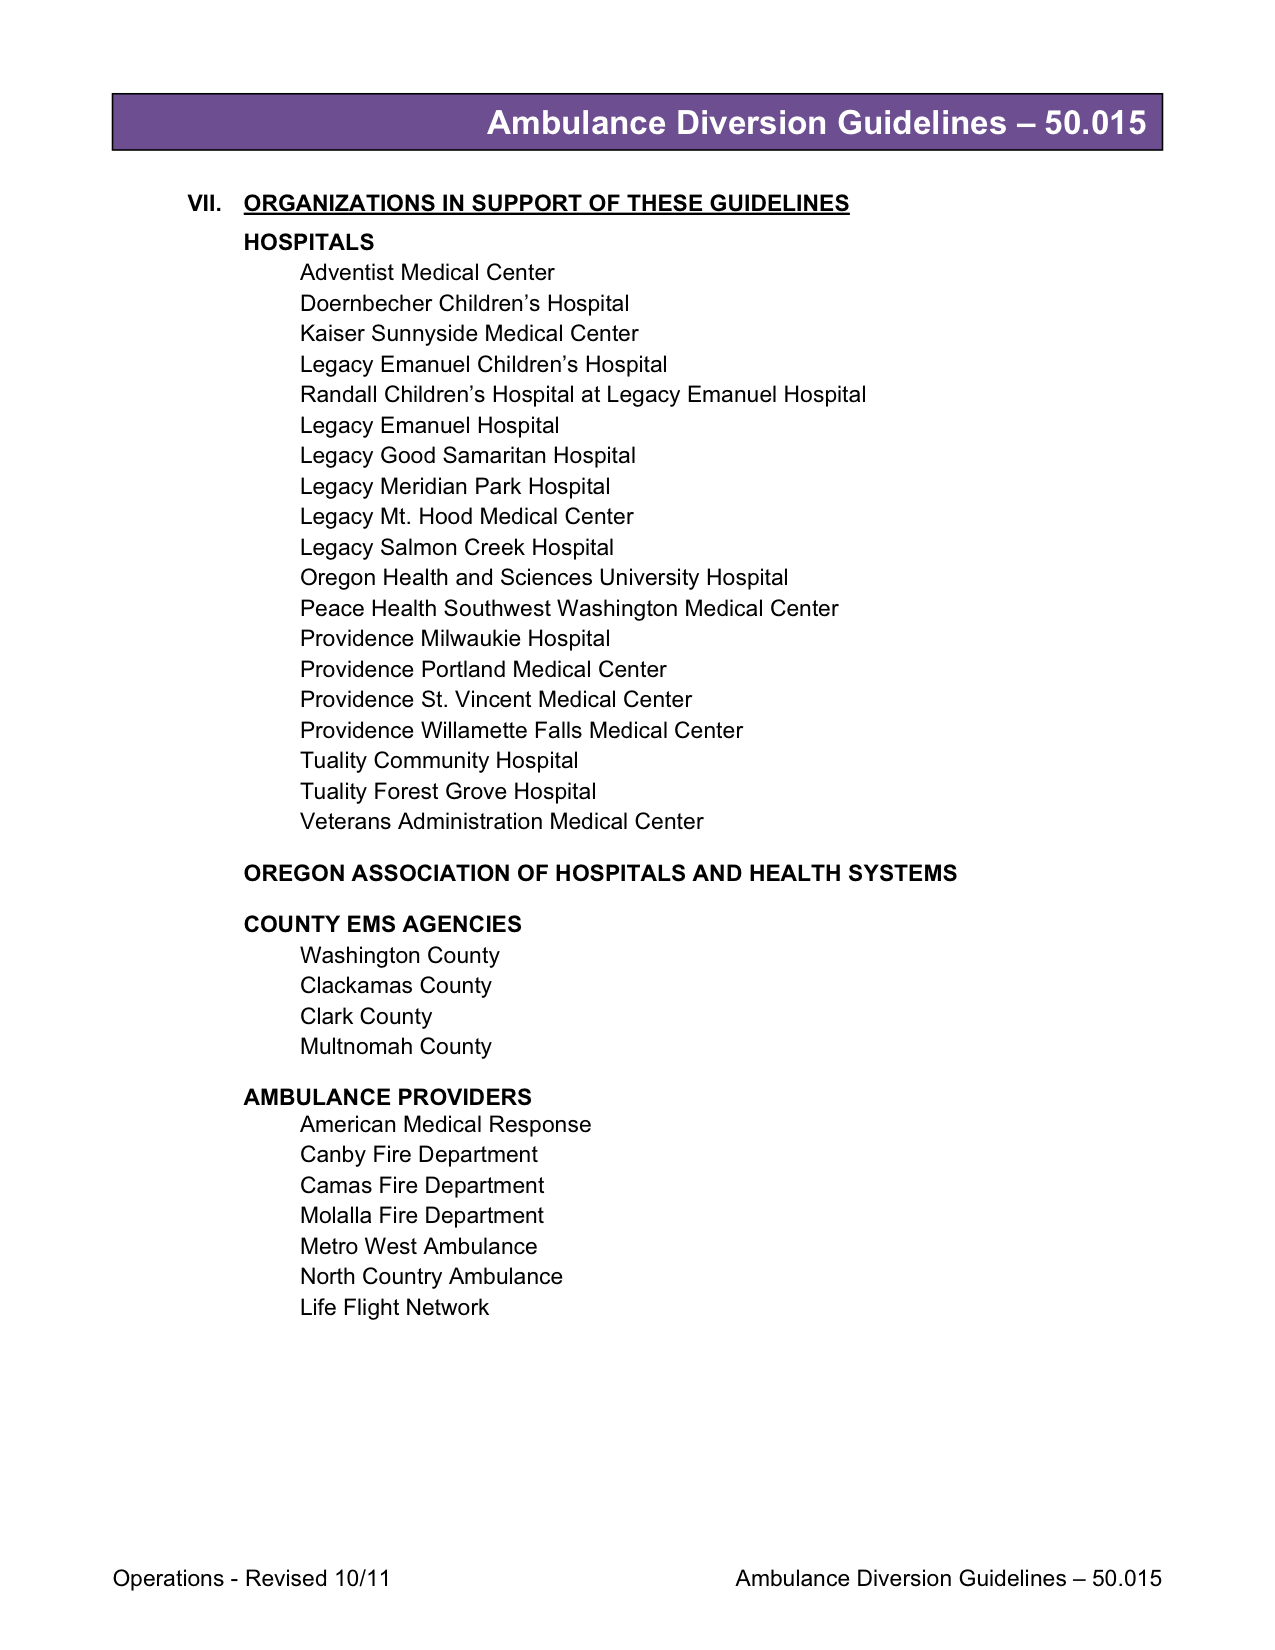 Ambulance Diversion Guidelines – 50.015
VII. ORGANIZATIONS IN SUPPORT OF THESE GUIDELINES
HOSPITALS
Adventist Medical Center
Doernbecher Children’s Hospital
Kaiser Sunnyside Medical Center
Legacy Emanuel Children’s Hospital
Randall Children’s Hospital at Legacy Emanuel Hospital
Legacy Emanuel Hospital
Legacy Good Samaritan Hospital
Legacy Meridian Park Hospital
Legacy Mt. Hood Medical Center
Legacy Salmon Creek Hospital
Oregon Health and Sciences University Hospital
Peace Health Southwest Washington Medical Center
Providence Milwaukie Hospital
Providence Portland Medical Center
Providence St. Vincent Medical Center
Providence Willamette Falls Medical Center
Tuality Community Hospital
Tuality Forest Grove Hospital
Veterans Administration Medical Center
OREGON ASSOCIATION OF HOSPITALS AND HEALTH SYSTEMS
COUNTY EMS AGENCIES
Washington County
Clackamas County
Clark County
Multnomah County
AMBULANCE PROVIDERS
American Medical Response
Canby Fire Department
Camas Fire Department
Molalla Fire Department
Metro West Ambulance
North Country Ambulance
Life Flight Network
Operations - Revised 10/11 Ambulance Diversion Guidelines – 50.015